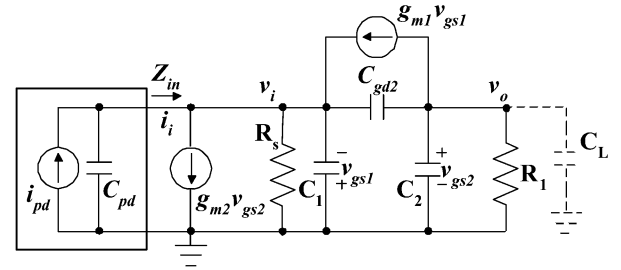 g_m1 v_gs1
Z_in
v_i
C_gd2
v_o
i_i
R_s
− 
+
C_L
i_pd
C_pd
g_m2 v_gs2
C_1
v_gs1
+
C_2
v_gs2
−
R_1